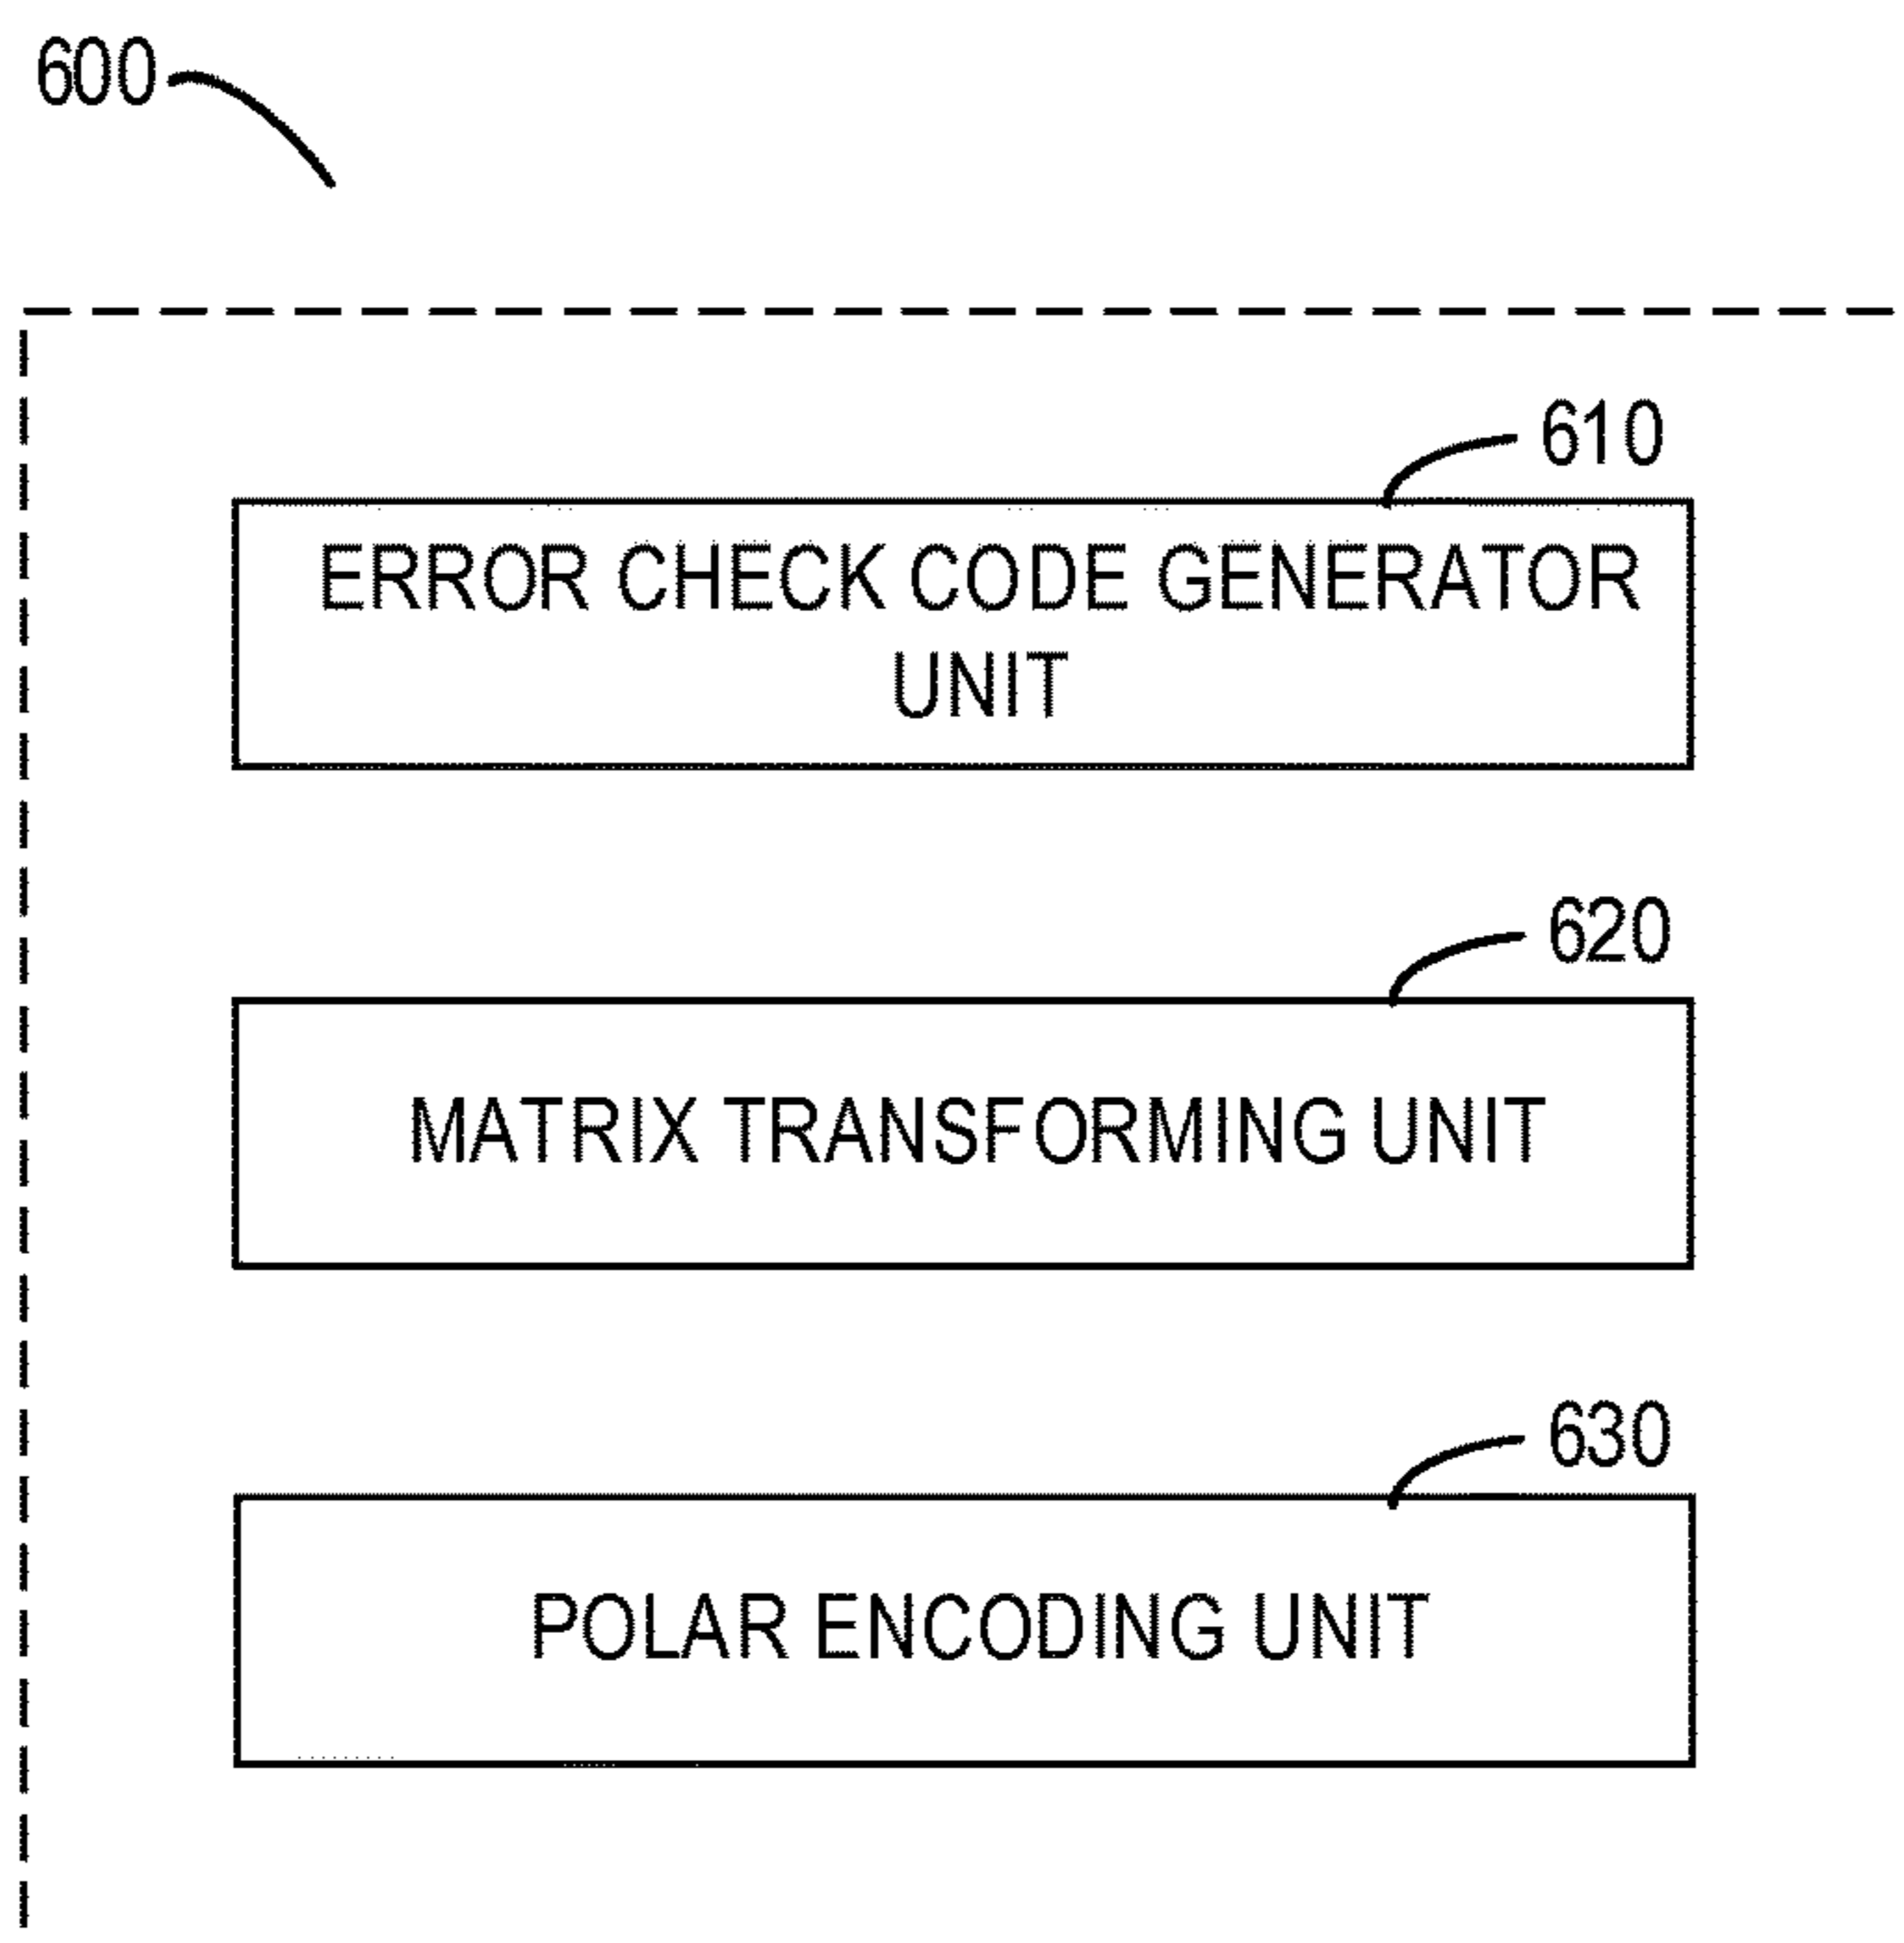 600
610
ERROR CHECK CODE GENERATOR
UNIT
620
MATRIX TRANSFORMING UNIT
630
POLAR ENCODING UNIT